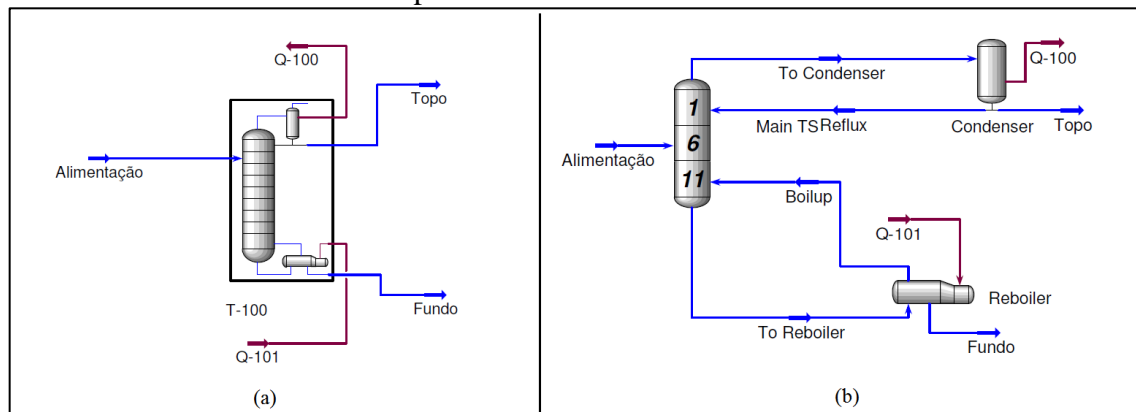 Q-100
Topo
Alimentação
Fundo
T-100
Q-101
(a)
To Condenser
Q-100
1
Main TS Reflux
Condenser
Topo
6
Alimentação
11
Boilup
Q-101
Reboiler
To Reboiler
Fundo
(b)